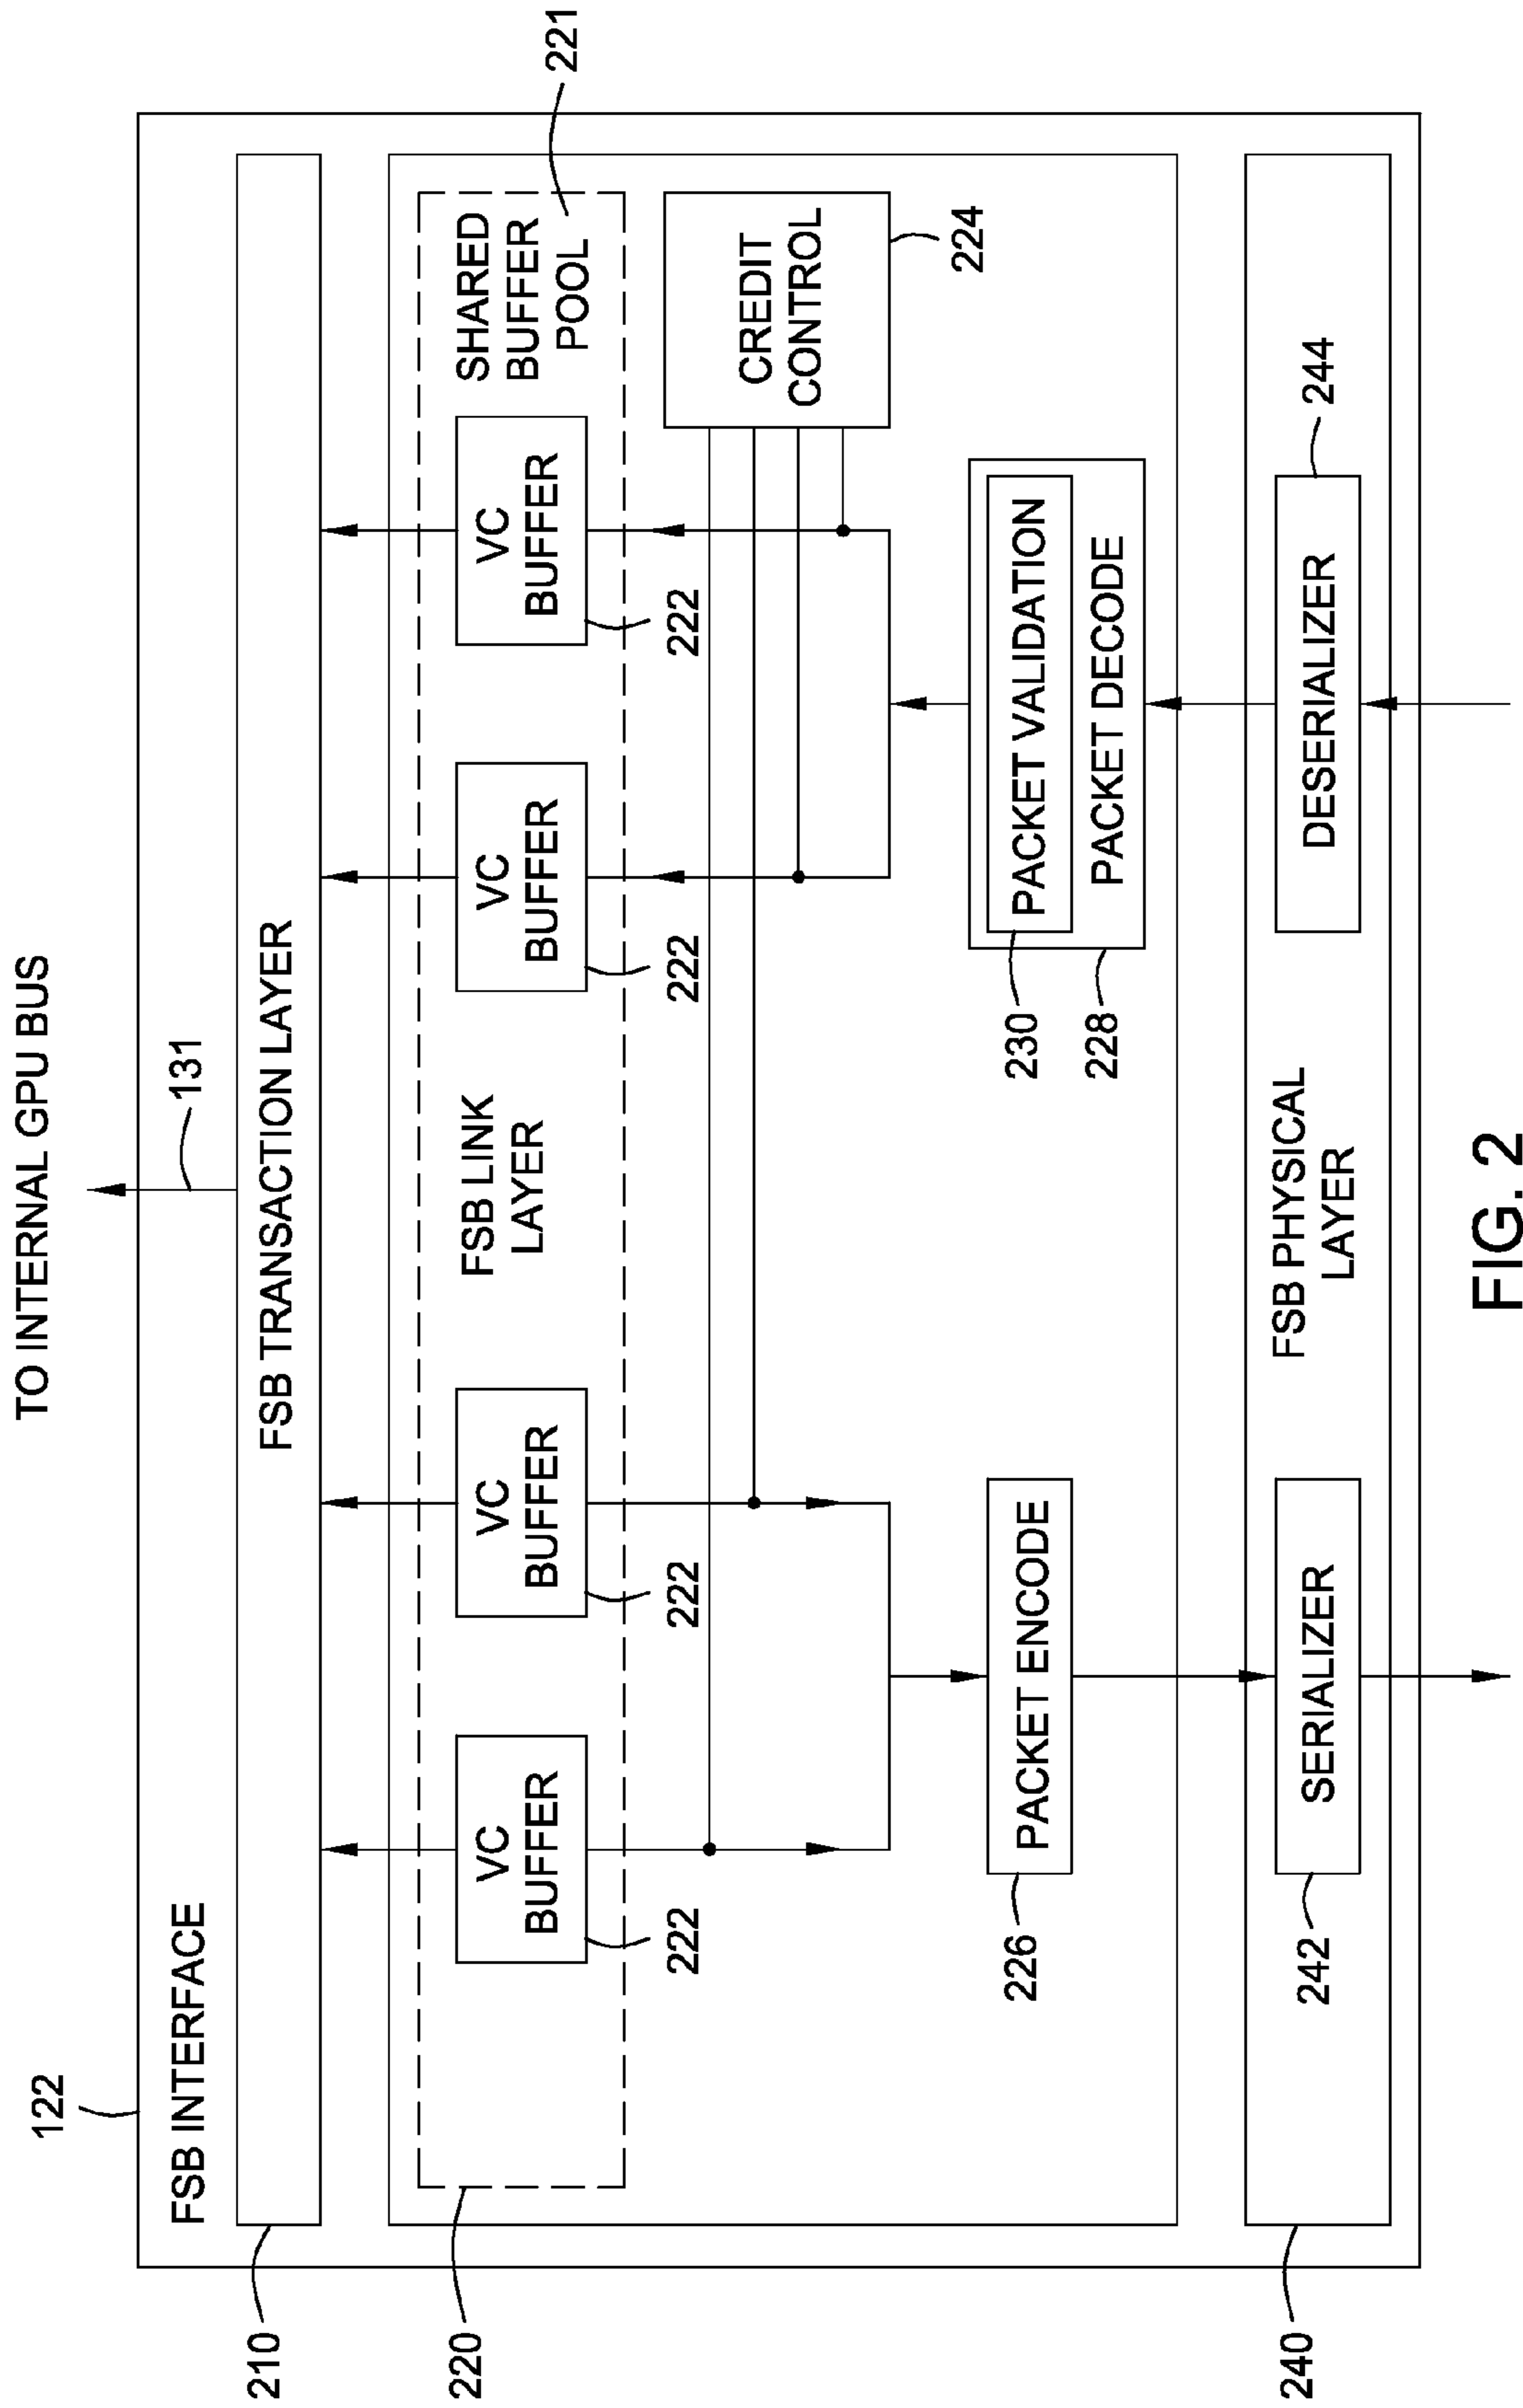 TO INTERNAL GPU BUS
131
122
FSB INTERFACE
210
FSB TRANSACTION LAYER
220
FSB LINK
LAYER
SHARED
BUFFER
POOL
221
VC
BUFFER
222
VC
BUFFER
222
VC
BUFFER
222
VC
BUFFER
222
CREDIT
CONTROL
224
PACKET ENCODE
226
230
PACKET VALIDATION
PACKET DECODE
228
240
FSB PHYSICAL
LAYER
SERIALIZER
242
DESERIALIZER
244
FIG. 2